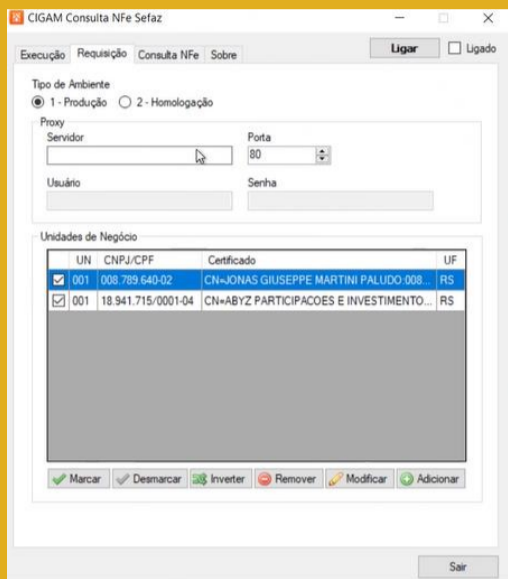 CIGAM Consulta NFe Sefaz
Execução Requisição Consulta NFe Sobre Ligar Ligado
Tipo de Ambiente
1 - Produção 2 - Homologação
Proxy
Servidor Porta
80
Usuário Senha
Unidades de Negócio
UN CNPJ/CPF Certificado UF
001 008.789.640-02 CN=JONAS GIUSEPPE MARTINI PALUDO:008... RS
001 18.941.715/0001-04 CN=ABYZ PARTICIPACOES E INVESTIMENTO... RS
Marcar Desmarcar Inverter Remover Modificar Adicionar
Sair